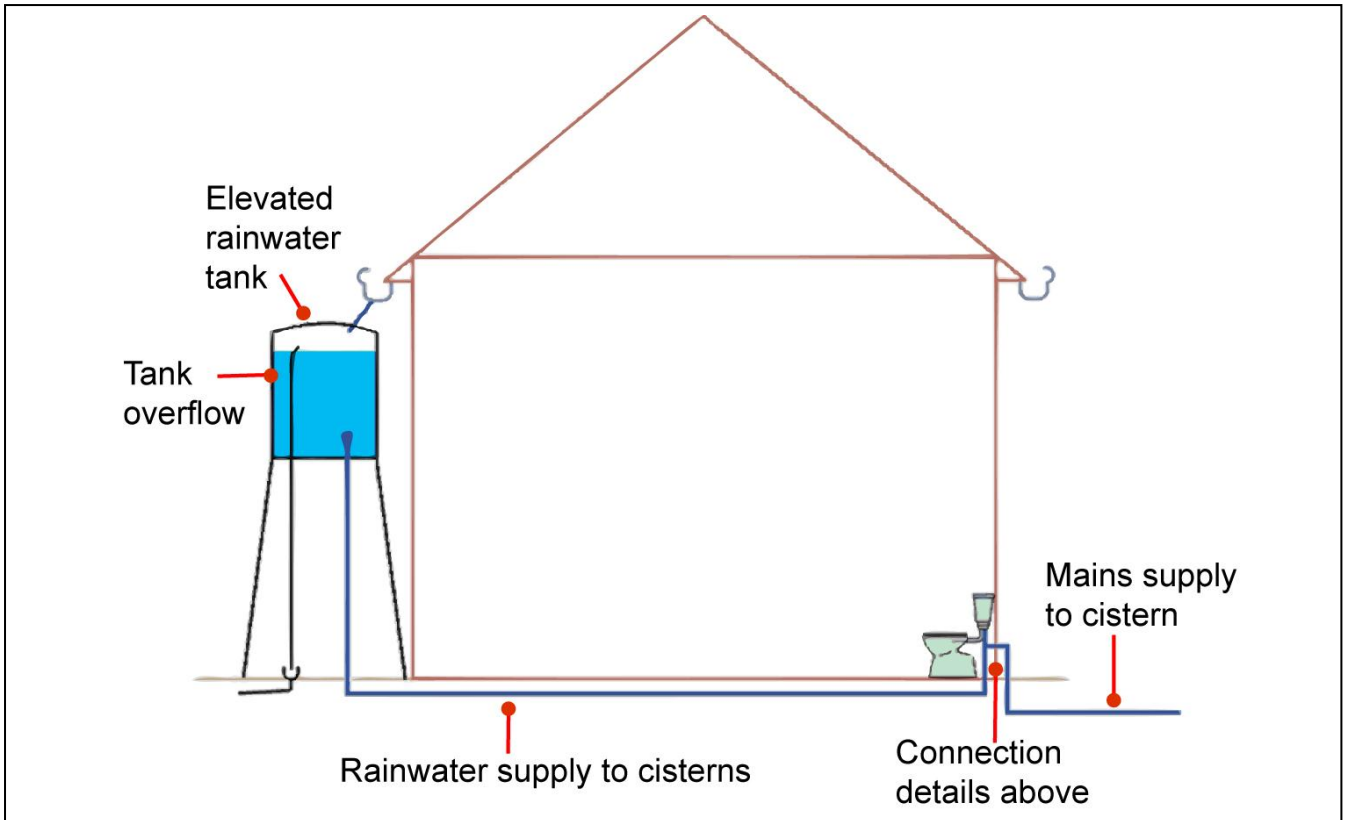 Elevated
rainwater
tank
Tank
overflow
Mains supply
to cistern
Rainwater supply to cisterns
Connection
details above